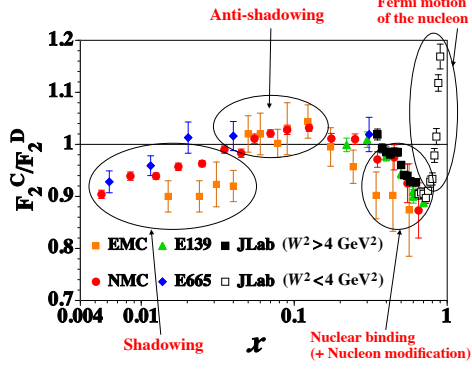 Fermi motion
of the nucleon
Anti-shadowing
1.2
1.1
1
0.9
0.8
0.7
F₂ᶜ/F₂ᴰ
EMC E139 JLab (W²>4 GeV²)
NMC E665 JLab (W²<4 GeV²)
0.004 0.01 0.1 1
x
Shadowing
Nuclear binding
(+ Nucleon modification)